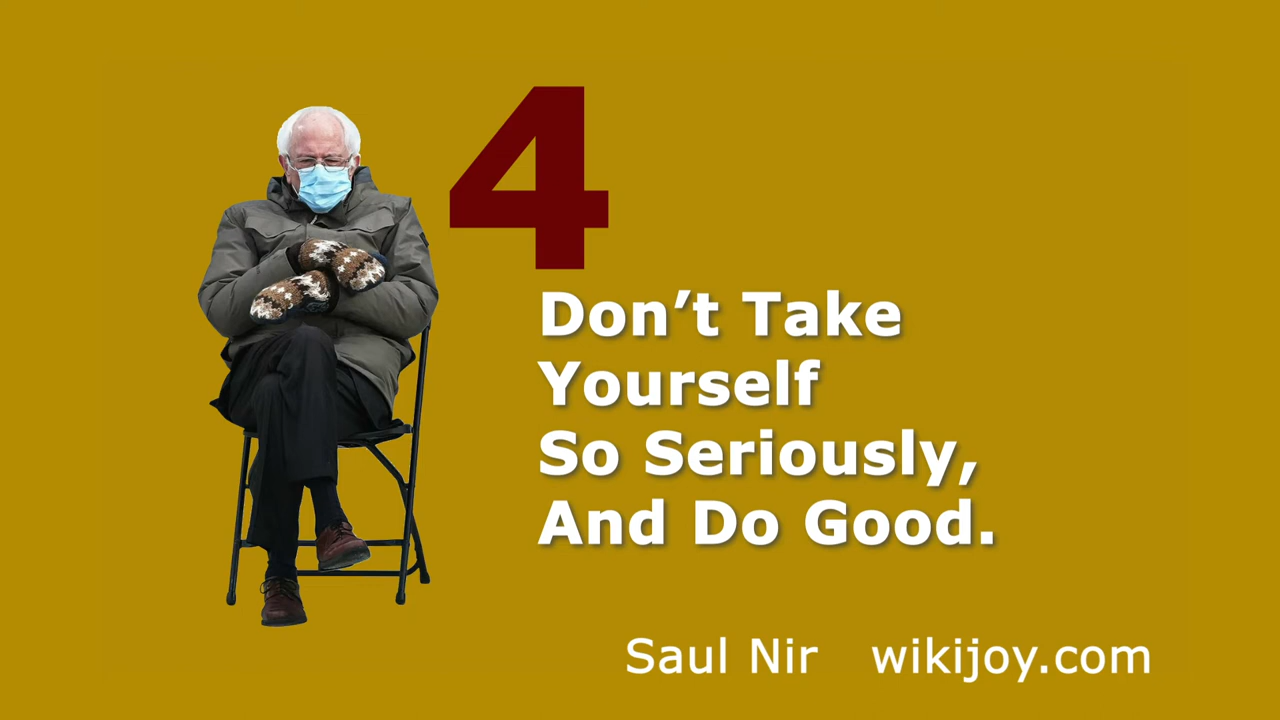 4
Don’t Take
Yourself
So Seriously,
And Do Good.
Saul Nir wikijoy.com